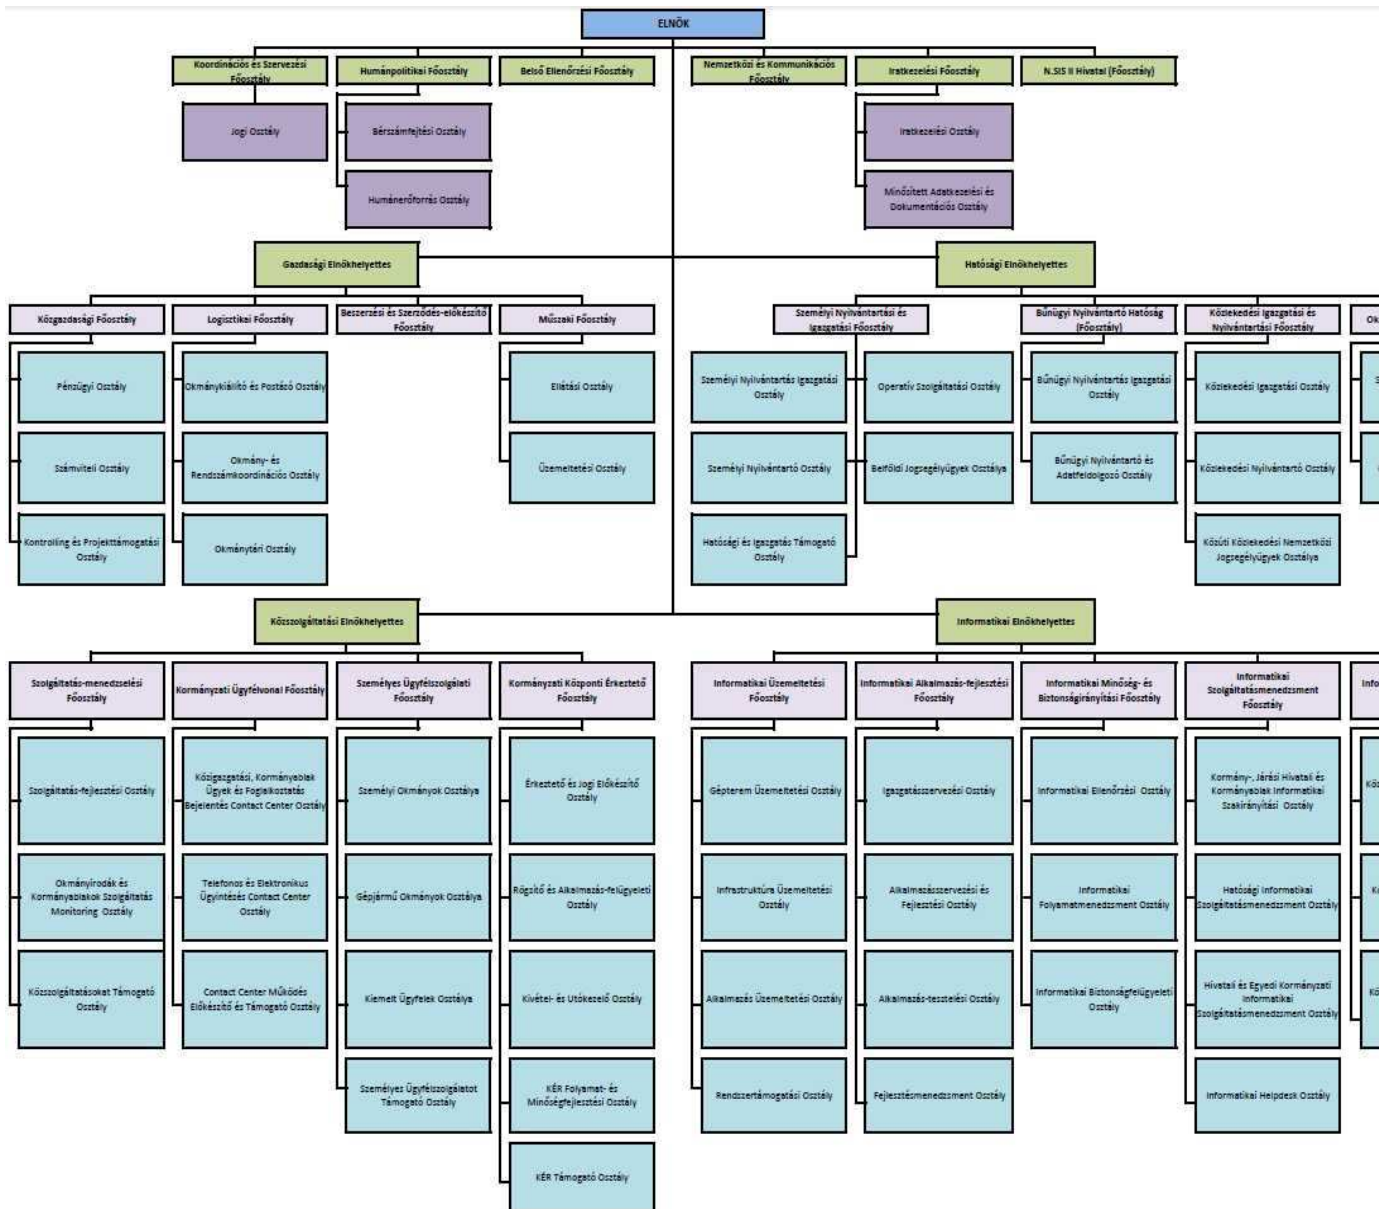 ELNÖK
Koordinációs és Szervezési
Főosztály
Humánpolitikai Főosztály
Belső Ellenőrzési Főosztály
Nemzetközi és Kommunikációs
Főosztály
Iratkezelési Főosztály
N.SIS II Hivatal (Főosztály)
Jogi Osztály
Bérszámfejtési Osztály
Iratkezelési Osztály
Humánerőforrás Osztály
Minősített Adatkezelési és
Dokumentációs Osztály
Gazdasági Elnökhelyettes
Hatósági Elnökhelyettes
Közgazdasági Főosztály
Logisztikai Főosztály
Beszerzési és Szerződés-előkészítő
Főosztály
Műszaki Főosztály
Személyi Nyilvántartási és
Igazgatási Főosztály
Bűnügyi Nyilvántartó Hatóság
(Főosztály)
Közlekedési Igazgatási és
Nyilvántartási Főosztály
Ok
Pénzügyi Osztály
Okmánykiállító és Postázó Osztály
Ellátási Osztály
Személyi Nyilvántartás Igazgatási
Osztály
Operatív Szolgáltatási Osztály
Bűnügyi Nyilvántartás Igazgatási
Osztály
Közlekedési Igazgatási Osztály
S
Számviteli Osztály
Okmány- és
Rendszámkoordinációs Osztály
Üzemeltetési Osztály
Személyi Nyilvántartó Osztály
Belföldi Jogsegélyügyek Osztálya
Bűnügyi Nyilvántartó és
Adatfeldolgozó Osztály
Közlekedési Nyilvántartó Osztály
Kontrolling és Projekttámogatási
Osztály
Okmánytári Osztály
Hatósági és Igazgatás Támogató
Osztály
Közúti Közlekedési Nemzetközi
Jogsegélyügyek Osztálya
Közszolgáltatási Elnökhelyettes
Informatikai Elnökhelyettes
Szolgáltatás-menedzselési
Főosztály
Kormányzati Ügyfélvonal Főosztály
Személyes Ügyfélszolgálati
Főosztály
Kormányzati Központi Érkeztető
Főosztály
Informatikai Üzemeltetési
Főosztály
Informatikai Alkalmazás-fejlesztési
Főosztály
Informatikai Minőség- és
Biztonságirányítási Főosztály
Informatikai
Szolgáltatásmenedzsment
Főosztály
Info
Szolgáltatás-fejlesztési Osztály
Közigazgatási, Kormányablak
Ügyek és Foglalkoztatás
Bejelentés Contact Center Osztály
Személyi Okmányok Osztálya
Érkeztető és Jogi Előkészítő
Osztály
Gépterem Üzemeltetési Osztály
Igazgatásszervezési Osztály
Informatikai Ellenőrzési Osztály
Kormány-, Járási Hivatali és
Kormányablak Informatikai
Szakirányítási Osztály
Köz
Okmányirodák és
Kormányablakok Szolgáltatás
Monitoring Osztály
Telefonos és Elektronikus
Ügyintézés Contact Center
Osztály
Gépjármű Okmányok Osztálya
Rögzítő és Alkalmazás-felügyeleti
Osztály
Infrastruktúra Üzemeltetési
Osztály
Alkalmazásszervezési és
Fejlesztési Osztály
Informatikai
Folyamatmenedzsment Osztály
Hatósági Informatikai
Szolgáltatásmenedzsment Osztály
Közszolgáltatásokat Támogató
Osztály
Contact Center Működés
Előkészítő és Támogató Osztály
Kiemelt Ügyfelek Osztálya
Kivétel- és Utókezelő Osztály
Alkalmazás Üzemeltetési Osztály
Alkalmazás-tesztelési Osztály
Informatikai Biztonságfelügyeleti
Osztály
Hivatali és Egyedi Kormányzati
Informatikai
Szolgáltatásmenedzsment Osztály
Személyes Ügyfélszolgálatot
Támogató Osztály
KÉR Folyamat- és
Minőségfejlesztési Osztály
Rendszertámogatási Osztály
Fejlesztésmenedzsment Osztály
Informatikai Helpdesk Osztály
KÉR Támogató Osztály